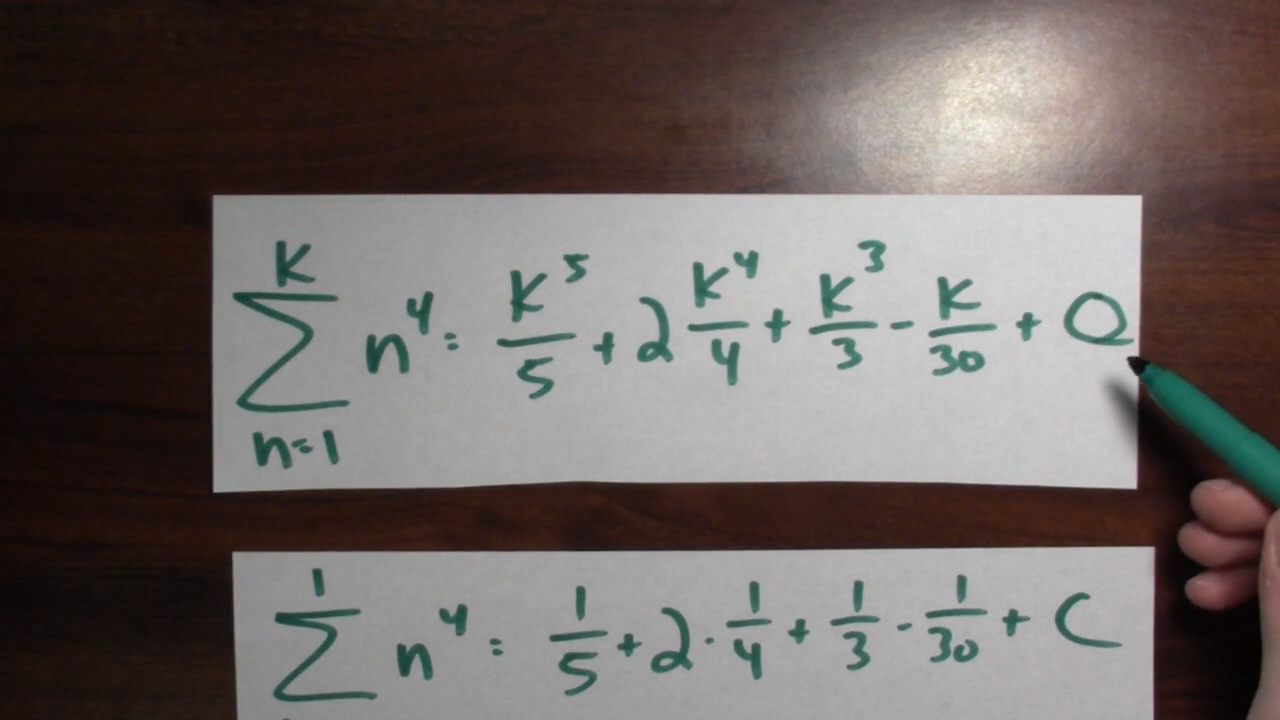 K
∑ n⁴ = K⁵/5 + 2 K⁴/4 + K³/3 - K/30 + 0
n=1
1
∑ n⁴ = 1/5 + 2 · 1/4 + 1/3 - 1/30 + C